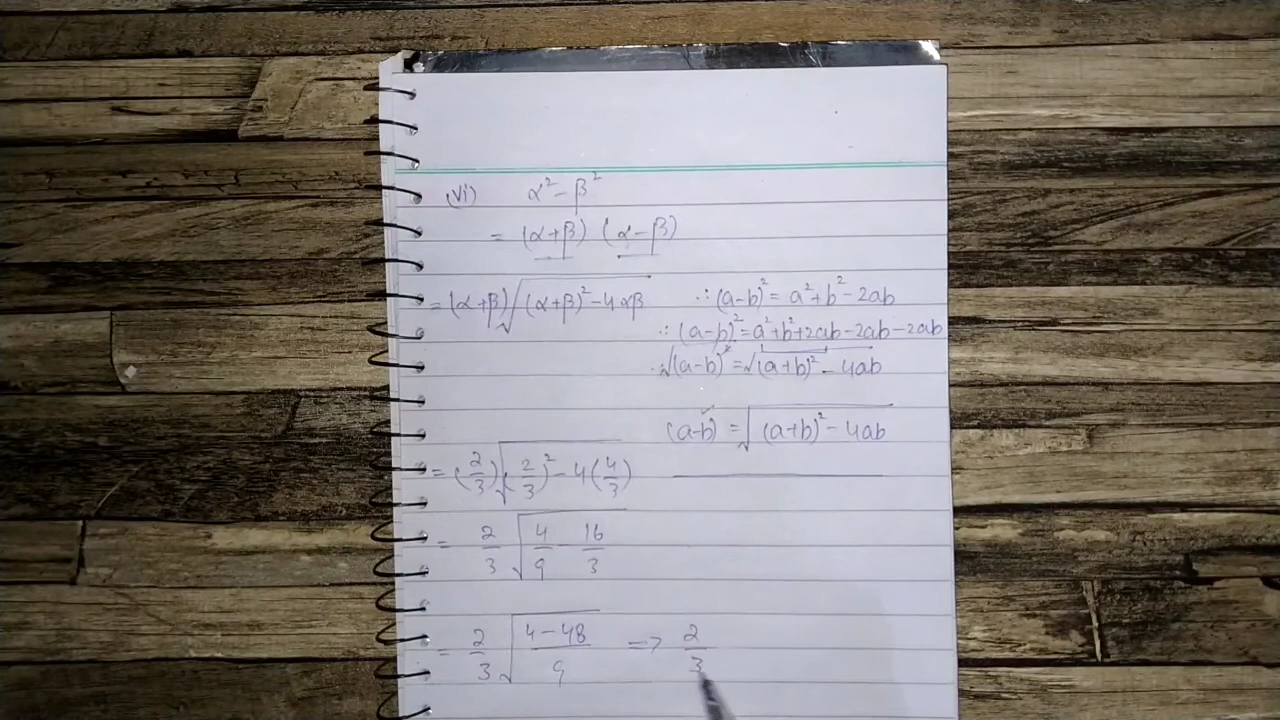 (vi) α² - β²
= (α+β) (α-β)
= (α+β)√(α+β)² - 4αβ
∴ (a-b)² = a² + b² - 2ab
∴ (a-b)² = a² + b² + 2ab - 2ab - 2ab
∴ √(a-b)² = √(a+b)² - 4ab
(a-b) = √(a+b)² - 4ab
= (2/3)√(2/3)² - 4(4/3)
= 2/3 √4/9 - 16/3
= 2/3 √(4-48)/9 => 2/3